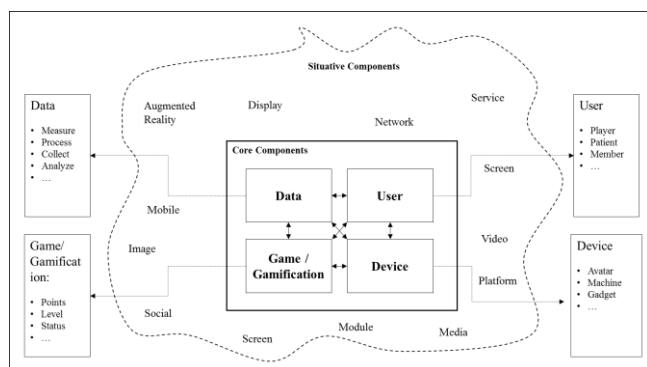 Situative Components
Data
• Measure
• Process
• Collect
• Analyze
• …
Augmented
Reality
Display
Network
Service
User
• Player
• Patient
• Member
• …
Core Components
Data
User
Game /
Gamification
Device
Screen
Mobile
Image
Video
Platform
Social
Screen
Module
Media
Game/
Gamificat
ion:
• Points
• Level
• Status
• …
Device
• Avatar
• Machine
• Gadget
• …